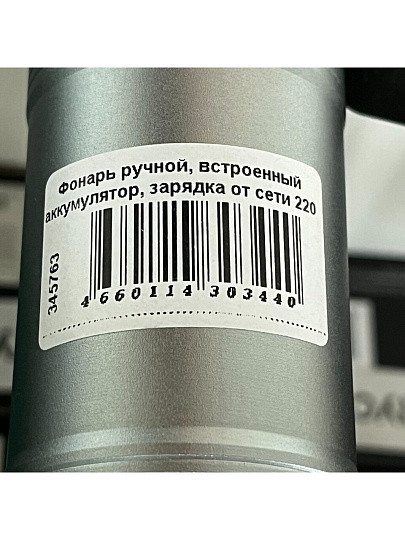 Фонарь ручной, встроенный
аккумулятор, зарядка от сети 220
345763
4 660114 303440